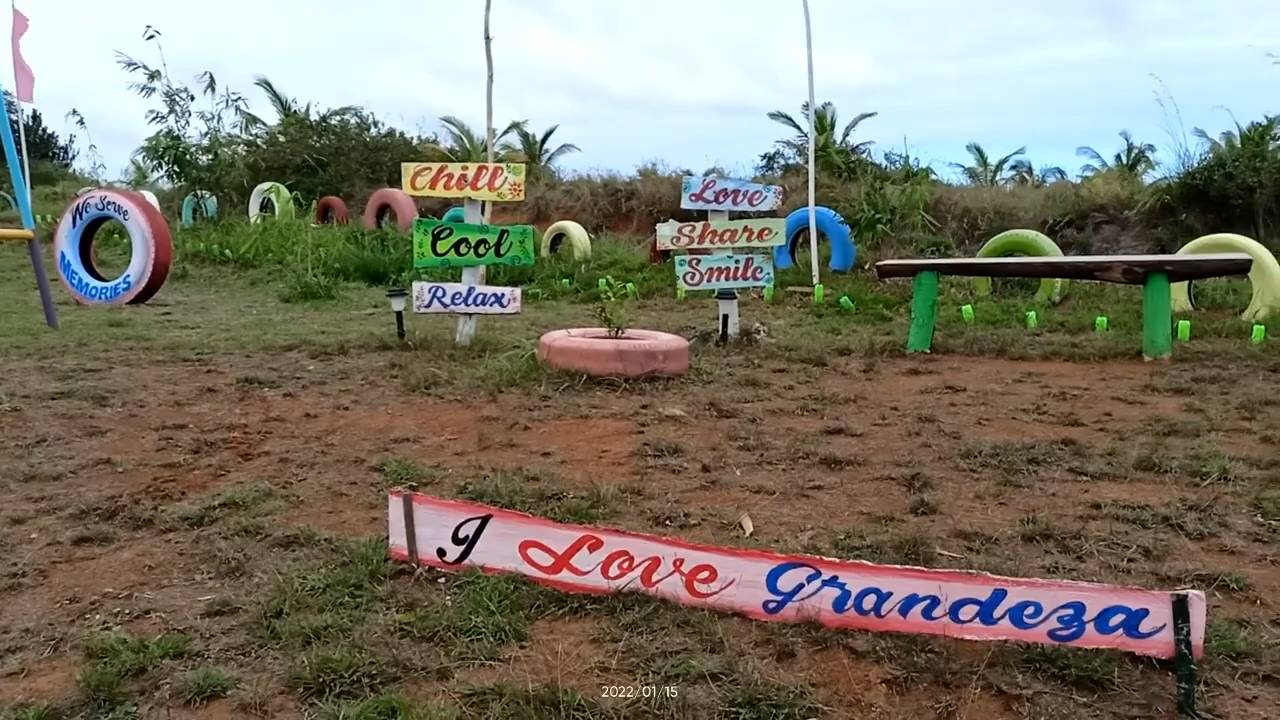 We Serve
MEMORIES
Chill
Cool
Relax
Love
Share
Smile
I Love Grandeza
2022/01/15